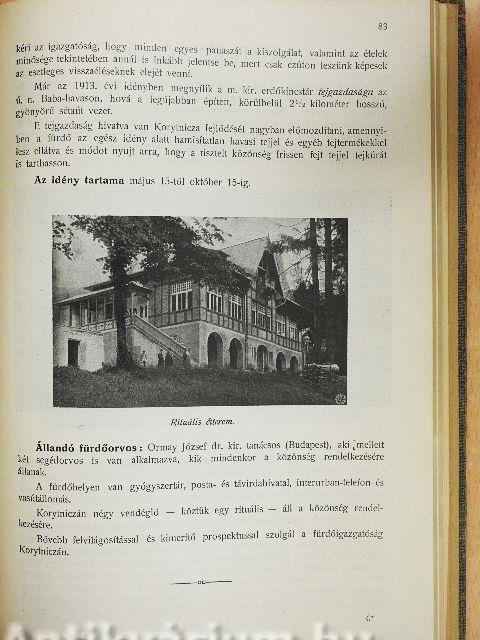 83
kéri az igazgatóság, hogy minden egyes panaszát a kiszolgálat, valamint az ételek
minősége tekintetében annál is inkább jelentse be, mert csak ezúton leszünk képesek
az esetleges visszaéléseknek elejét venni.
Már az 1913. évi idényben megnyílik a m. kir. erdőkincstár tejgazdasága az
ú. n. Baba-havason, hová a legújabban épített, körülbelül 2½ kilométer hosszú,
gyönyörű sétaút vezet.
E tejgazdaság hivatva van Korytnicza fejlődését nagyban előmozdítani, amennyi-
ben a fürdő az egész idény alatt hamisítatlan havasi tejjel és egyéb tejtermékekkel
lesz ellátva és módot nyujt arra, hogy a tisztelt közönség frissen fejt tejjel tejkúrát
is tarthasson.
Az idény tartama május 15-től október 15-ig.
Rituális étterem.
Állandó fürdőorvos: Ormay József dr. kir. tanácsos (Budapest), aki mellett
két segédorvos is van alkalmazva, kik mindenkor a közönség rendelkezésére
állanak.
A fürdőhelyen van gyógyszertár, posta- és távirdahivatal, interurban-telefon és
vasútállomás.
Korytniczán négy vendéglő — köztük egy rituális — áll a közönség rendel-
kezésére.
Bővebb felvilágosítással és kimerítő prospektussal szolgál a fürdőigazgatóság
Korytniczán.
6*
Antikvárium.hu